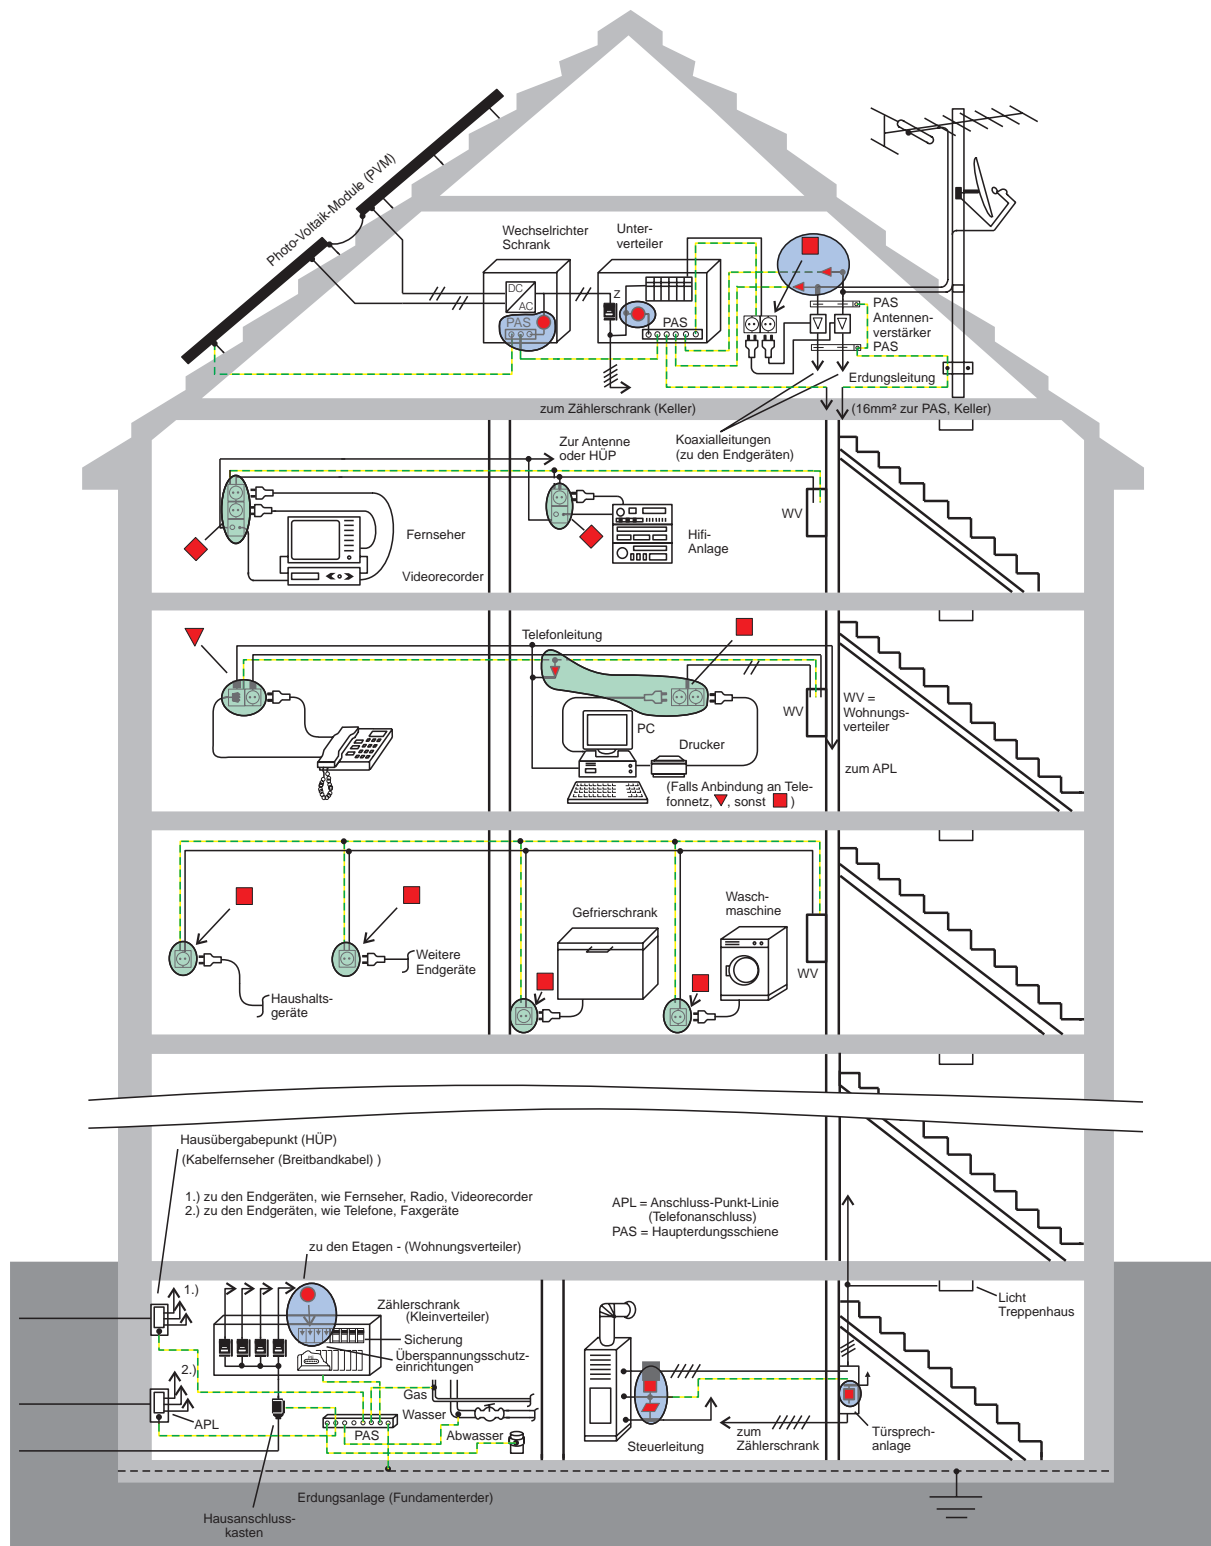 Photo-Voltaik-Module (PVM)
Wechselrichter
Schrank
Unter-
verteiler
DC
AC
PAS
Z
PAS
PAS
Antennen-
verstärker
PAS
Erdungsleitung
zum Zählerschrank (Keller)
(16mm² zur PAS, Keller)
Koaxialleitungen
(zu den Endgeräten)
Zur Antenne
oder HÜP
WV
Fernseher
Hifi-
Anlage
Videorecorder
Telefonleitung
WV
WV =
Wohnungs-
verteiler
PC
Drucker
zum APL
(Falls Anbindung an Tele-
fonnetz, , sonst )
Gefrierschrank
Wasch-
maschine
Weitere
Endgeräte
WV
Haushalts-
geräte
Hausübergabepunkt (HÜP)
(Kabelfernseher (Breitbandkabel) )
1.) zu den Endgeräten, wie Fernseher, Radio, Videorecorder
2.) zu den Endgeräten, wie Telefone, Faxgeräte
APL = Anschluss-Punkt-Linie
(Telefonanschluss)
PAS = Haupterdungsschiene
zu den Etagen - (Wohnungsverteiler)
1.)
Zählerschrank
(Kleinverteiler)
Sicherung
Überspannungsschutz-
einrichtungen
Licht
Treppenhaus
2.)
Gas
Wasser
APL
PAS
Abwasser
Steuerleitung
zum
Zählerschrank
Türsprech-
anlage
Erdungsanlage (Fundamenterder)
Hausanschluss-
kasten